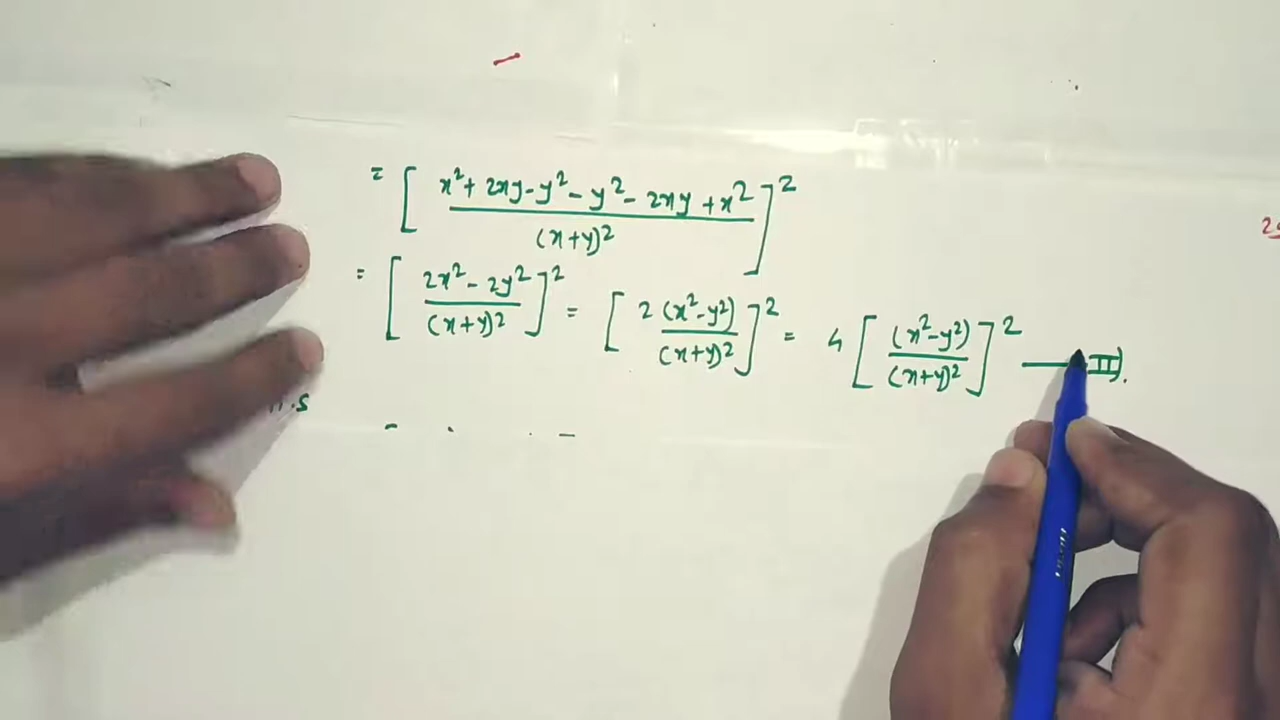 = [ x²+2xy-y²-y²-2xy+x² / (x+y)² ]²
= [ 2x²-2y² / (x+y)² ]² = [ 2(x²-y²) / (x+y)² ]² = 4 [ (x²-y²) / (x+y)² ]² —— II).